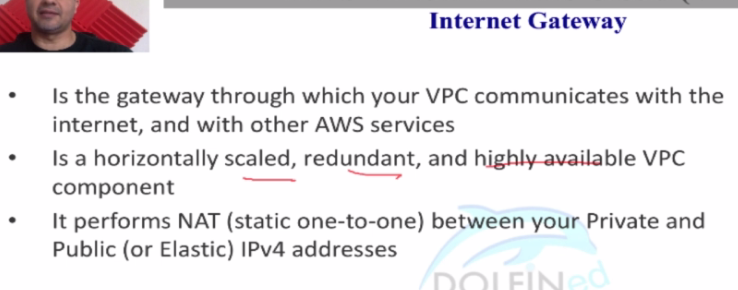 Internet Gateway
• Is the gateway through which your VPC communicates with the
internet, and with other AWS services
• Is a horizontally scaled, redundant, and highly available VPC
component
• It performs NAT (static one-to-one) between your Private and
Public (or Elastic) IPv4 addresses
DOLFINed